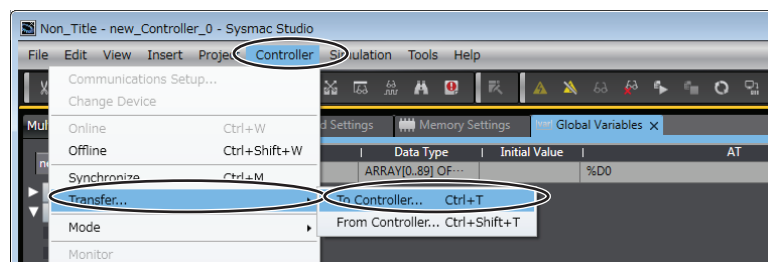 Non_Title - new_Controller_0 - Sysmac Studio
File Edit View Insert Project Controller Simulation Tools Help
Communications Setup...
Change Device
Online Ctrl+W
Settings Memory Settings Global Variables
Offline Ctrl+Shift+W
Data Type Initial Value AT
Synchronize Ctrl+M
ARRAY[0..89] OF··· %D0
Transfer... To Controller... Ctrl+T
Mode From Controller... Ctrl+Shift+T
Monitor